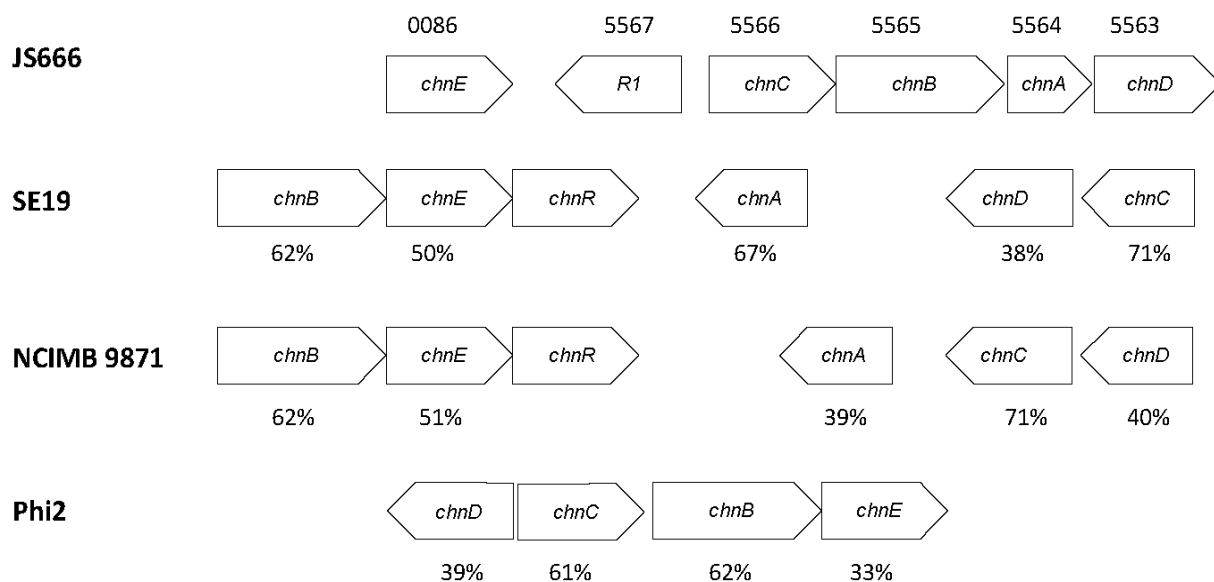 0086 5567 5566 5565 5564 5563
JS666
chnE R1 chnC chnB chnA chnD
SE19
chnB chnE chnR chnA chnD chnC
62% 50% 67% 38% 71%
NCIMB 9871
chnB chnE chnR chnA chnC chnD
62% 51% 39% 71% 40%
Phi2
chnD chnC chnB chnE
39% 61% 62% 33%